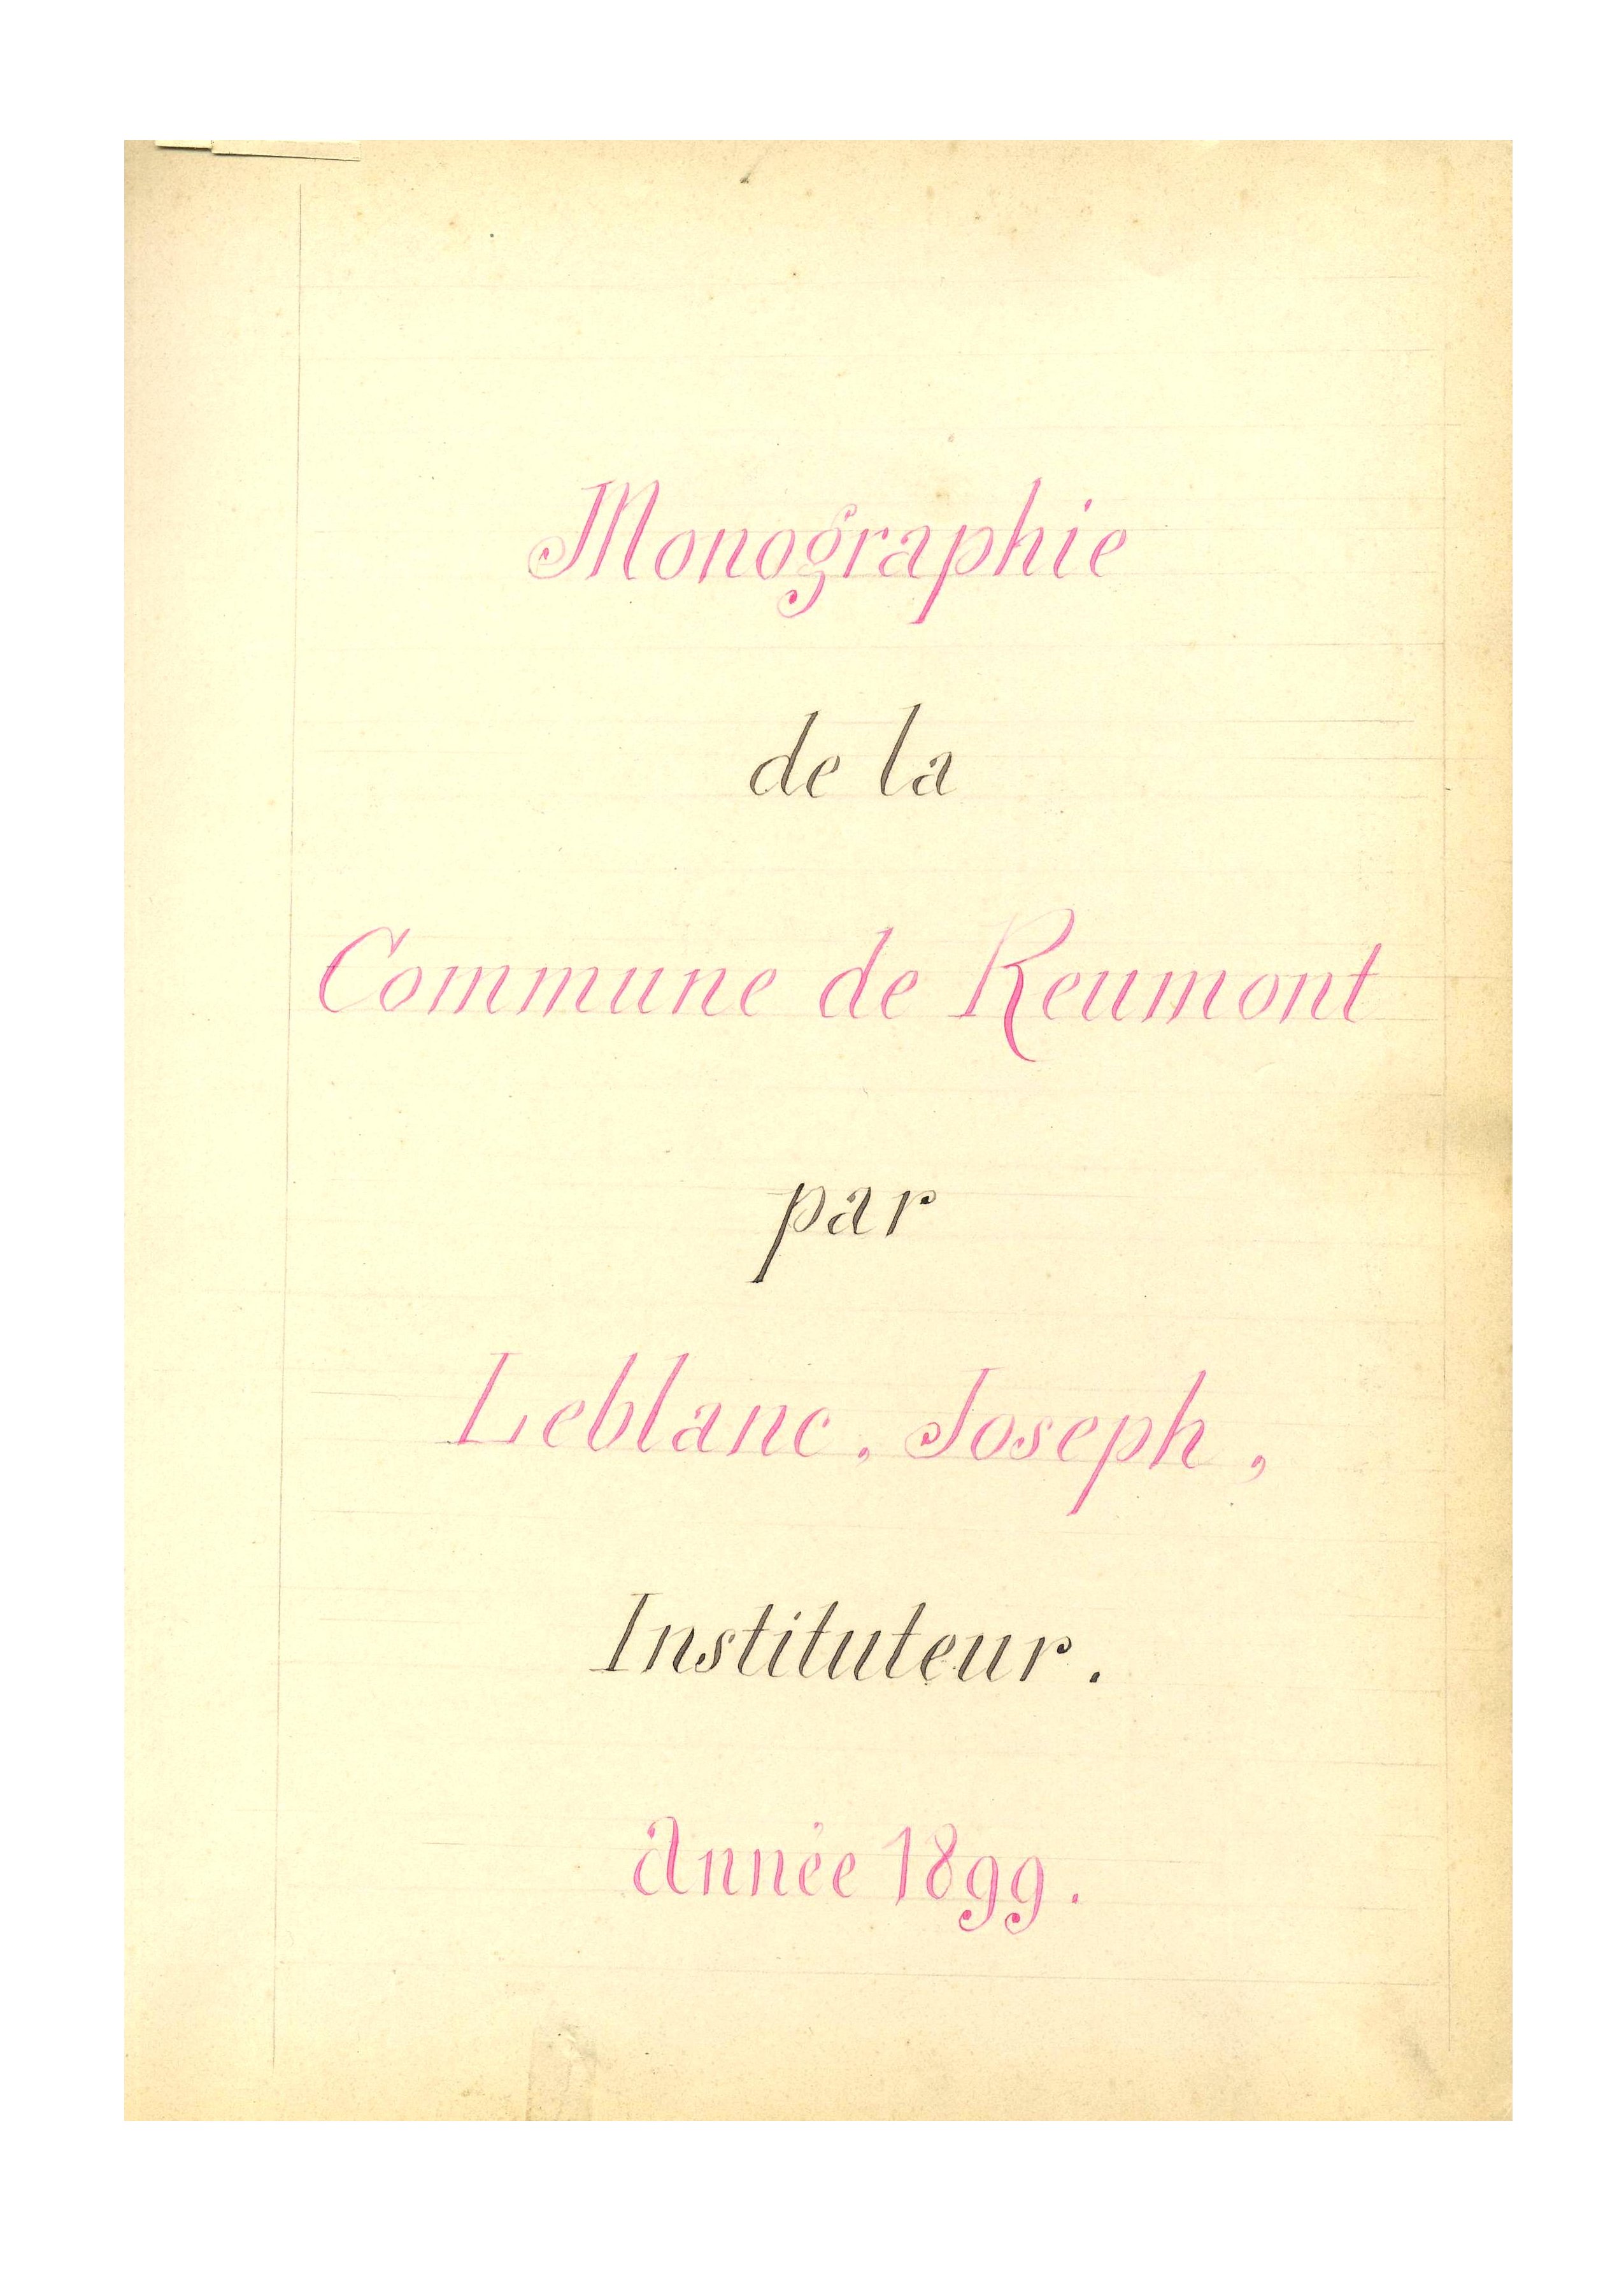 Monographie
de la
Commune de Reumont
par
Leblanc, Joseph,
Instituteur.
Année 1899.